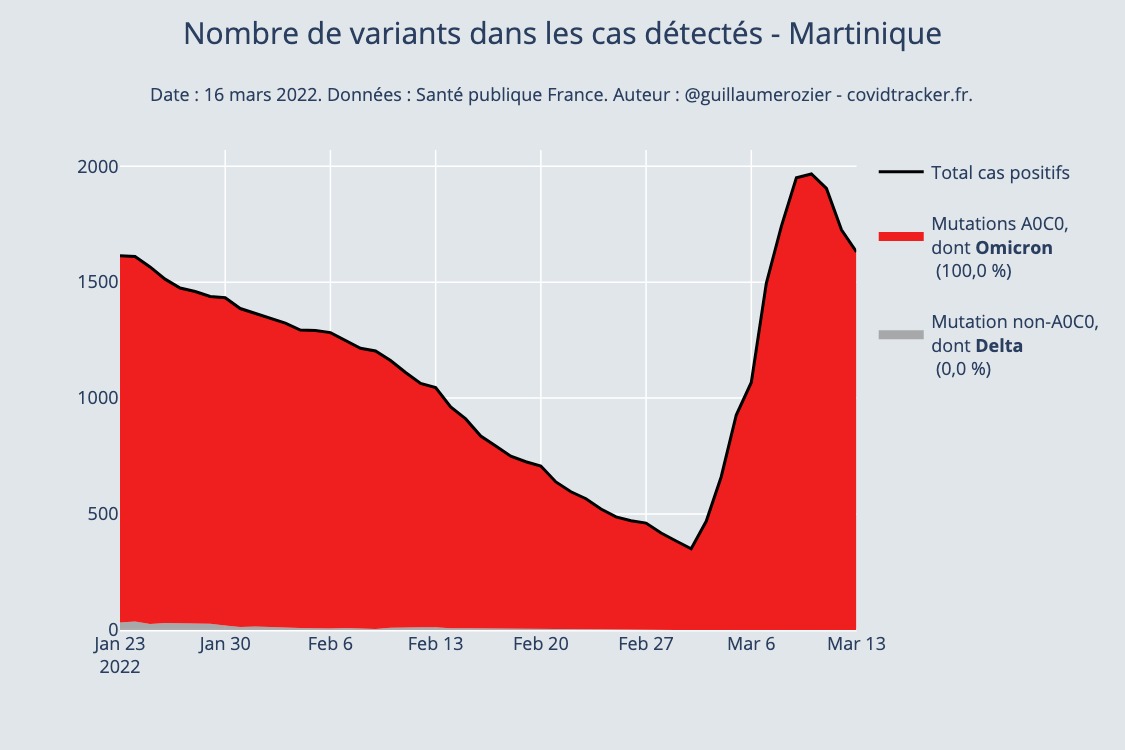 Nombre de variants dans les cas détectés - Martinique
Date : 16 mars 2022. Données : Santé publique France. Auteur : @guillaumerozier - covidtracker.fr.
2000
1500
1000
500
0
Jan 23
2022
Jan 30
Feb 6
Feb 13
Feb 20
Feb 27
Mar 6
Mar 13
Total cas positifs
Mutations A0C0,
dont Omicron
(100,0 %)
Mutation non-A0C0,
dont Delta
(0,0 %)